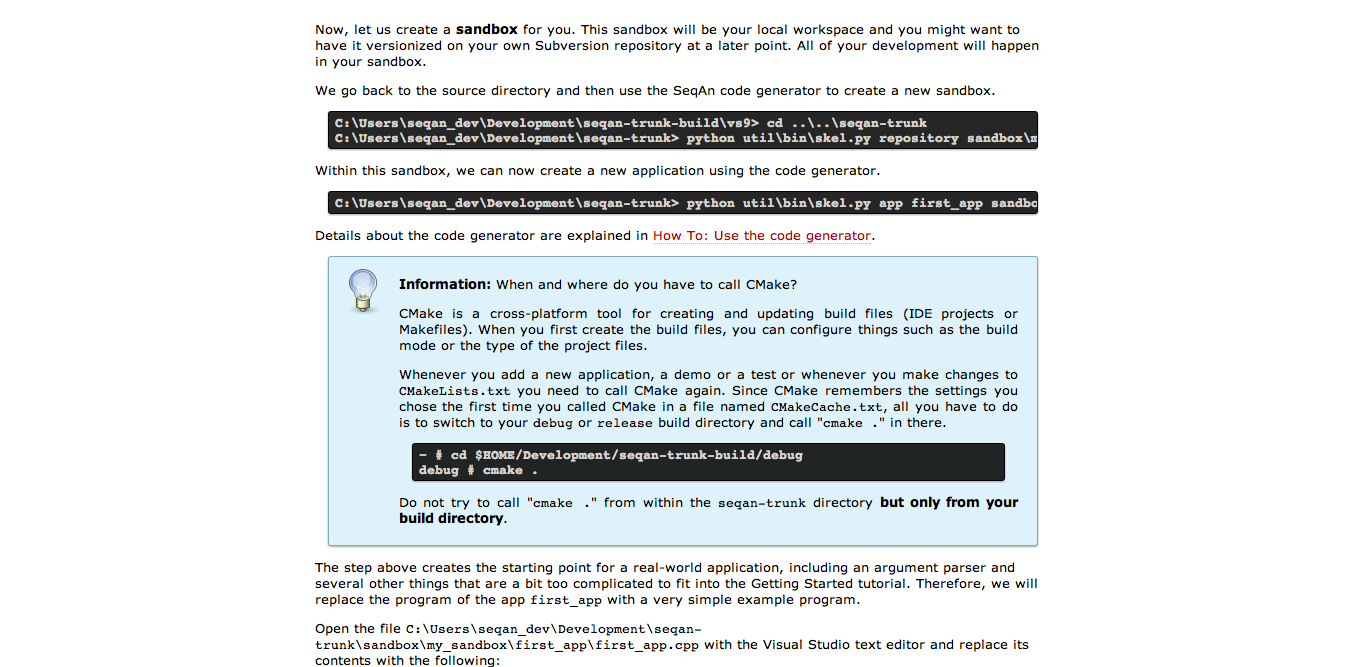 Now, let us create a sandbox for you. This sandbox will be your local workspace and you might want to
have it versionized on your own Subversion repository at a later point. All of your development will happen
in your sandbox.
We go back to the source directory and then use the SeqAn code generator to create a new sandbox.
C:\Users\seqan_dev\Development\seqan-trunk-build\vs9> cd ..\..\seqan-trunk
C:\Users\seqan_dev\Development\seqan-trunk> python util\bin\skel.py repository sandbox\m
Within this sandbox, we can now create a new application using the code generator.
C:\Users\seqan_dev\Development\seqan-trunk> python util\bin\skel.py app first_app sandbo
Details about the code generator are explained in How To: Use the code generator.
Information: When and where do you have to call CMake?
CMake is a cross-platform tool for creating and updating build files (IDE projects or
Makefiles). When you first create the build files, you can configure things such as the build
mode or the type of the project files.
Whenever you add a new application, a demo or a test or whenever you make changes to
CMakeLists.txt you need to call CMake again. Since CMake remembers the settings you
chose the first time you called CMake in a file named CMakeCache.txt, all you have to do
is to switch to your debug or release build directory and call "cmake ." in there.
~ # cd $HOME/Development/seqan-trunk-build/debug
debug # cmake .
Do not try to call "cmake ." from within the seqan-trunk directory but only from your
build directory.
The step above creates the starting point for a real-world application, including an argument parser and
several other things that are a bit too complicated to fit into the Getting Started tutorial. Therefore, we will
replace the program of the app first_app with a very simple example program.
Open the file C:\Users\seqan_dev\Development\seqan-
trunk\sandbox\my_sandbox\first_app\first_app.cpp with the Visual Studio text editor and replace its
contents with the following: